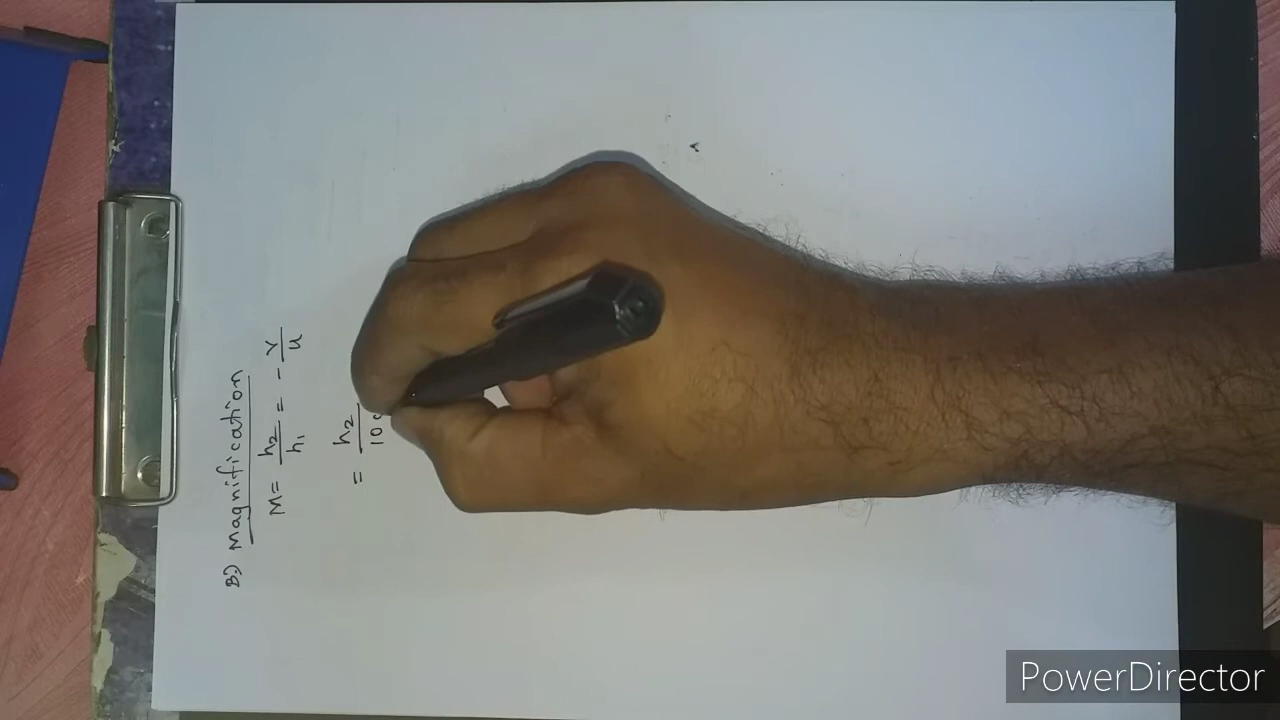 B:) Magnification
M = h₂/h₁ = - v/u
= h₂/10 c
PowerDirector